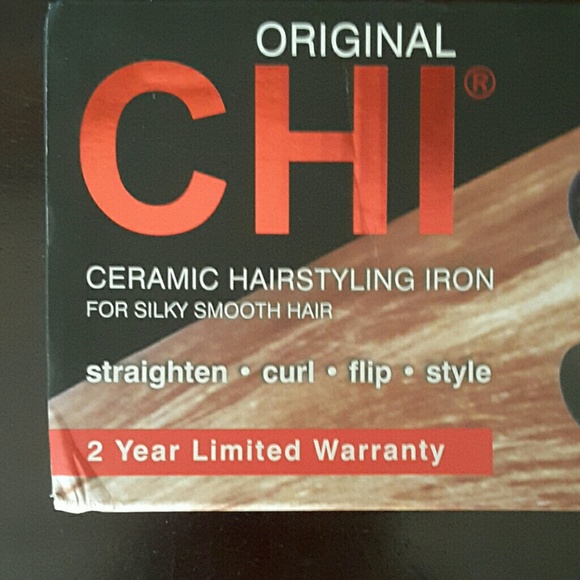 ORIGINAL
CHI®
CERAMIC HAIRSTYLING IRON
FOR SILKY SMOOTH HAIR
straighten • curl • flip • style
2 Year Limited Warranty